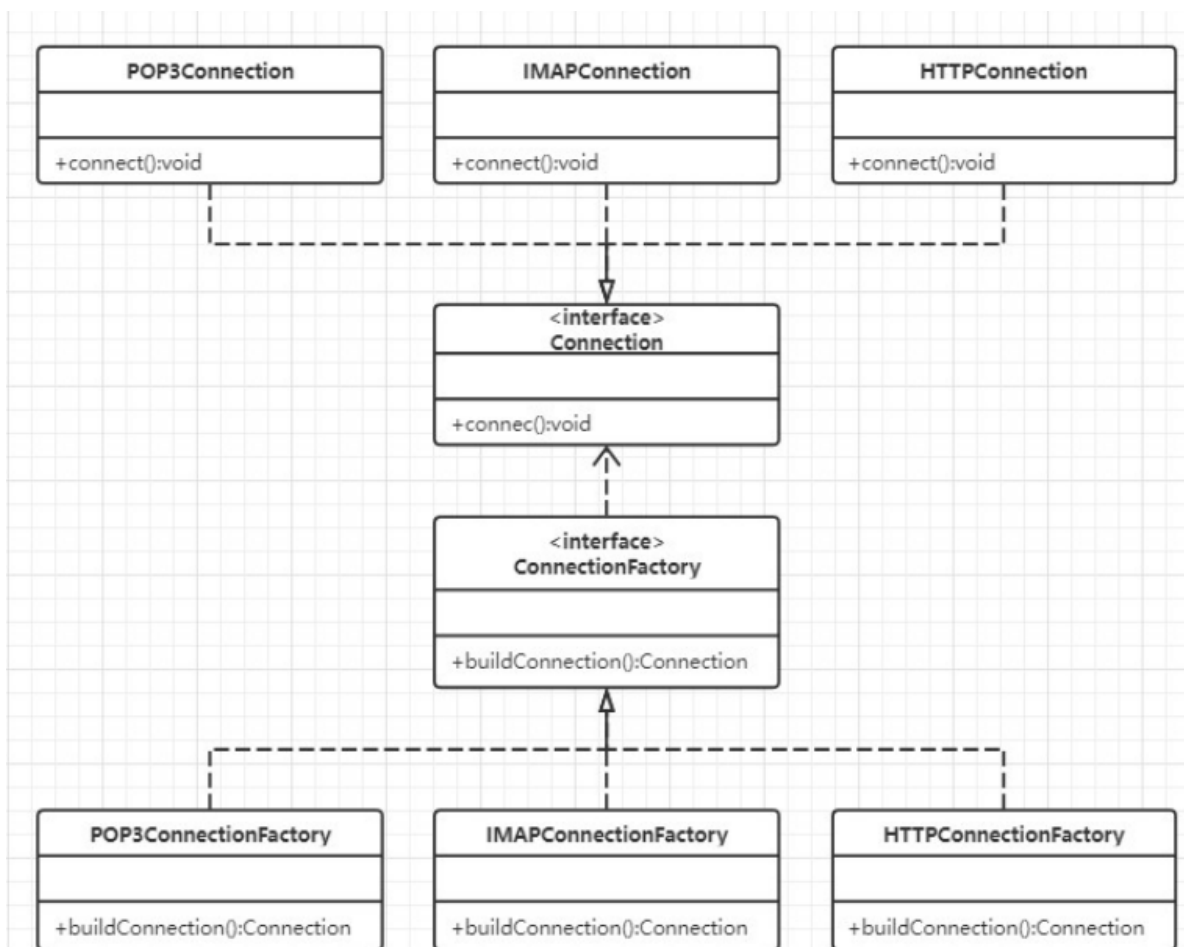 POP3Connection
IMAPConnection
HTTPConnection
+connect():void
+connect():void
+connect():void
<interface>
Connection
+connec():void
<interface>
ConnectionFactory
+buildConnection():Connection
POP3ConnectionFactory
IMAPConnectionFactory
HTTPConnectionFactory
+buildConnection():Connection
+buildConnection():Connection
+buildConnection():Connection